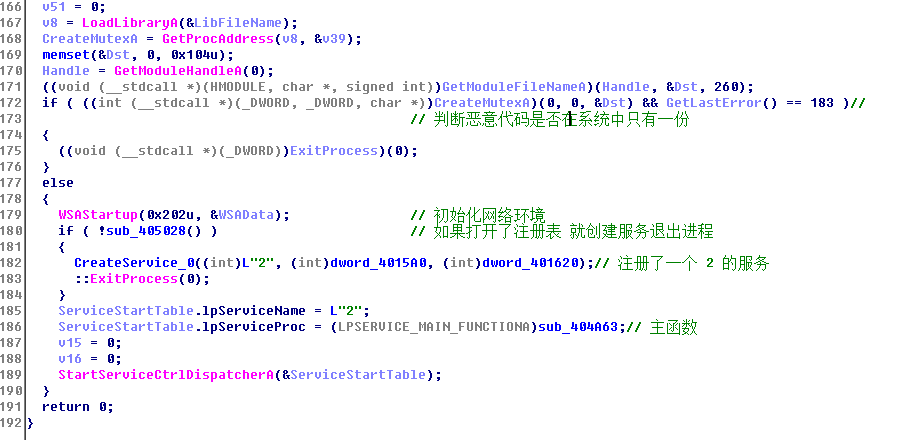 166   v51 = 0;
167   v8 = LoadLibraryA(&LibFileName);
168   CreateMutexA = GetProcAddress(v8, &v39);
169   memset(&Dst, 0, 0x104u);
170   Handle = GetModuleHandleA(0);
171   ((void (__stdcall *)(HMODULE, char *, signed int))GetModuleFileNameA)(Handle, &Dst, 260);
172   if ( ((int (__stdcall *)(_DWORD, _DWORD, char *))CreateMutexA)(0, 0, &Dst) && GetLastError() == 183 )//
173                                               // 判断恶意代码是否在系统中只有一份
174   {
175     ((void (__stdcall *)(_DWORD))ExitProcess)(0);
176   }
177   else
178   {
179     WSAStartup(0x202u, &WSAData);               // 初始化网络环境
180     if ( !sub_405028() )                        // 如果打开了注册表 就创建服务退出进程
181     {
182       CreateService_0((int)L"2", (int)dword_4015A0, (int)dword_401620);// 注册了一个 2 的服务
183       ::ExitProcess(0);
184     }
185     ServiceStartTable.lpServiceName = L"2";
186     ServiceStartTable.lpServiceProc = (LPSERVICE_MAIN_FUNCTIONA)sub_404A63;// 主函数
187     v15 = 0;
188     v16 = 0;
189     StartServiceCtrlDispatcherA(&ServiceStartTable);
190   }
191   return 0;
192 }